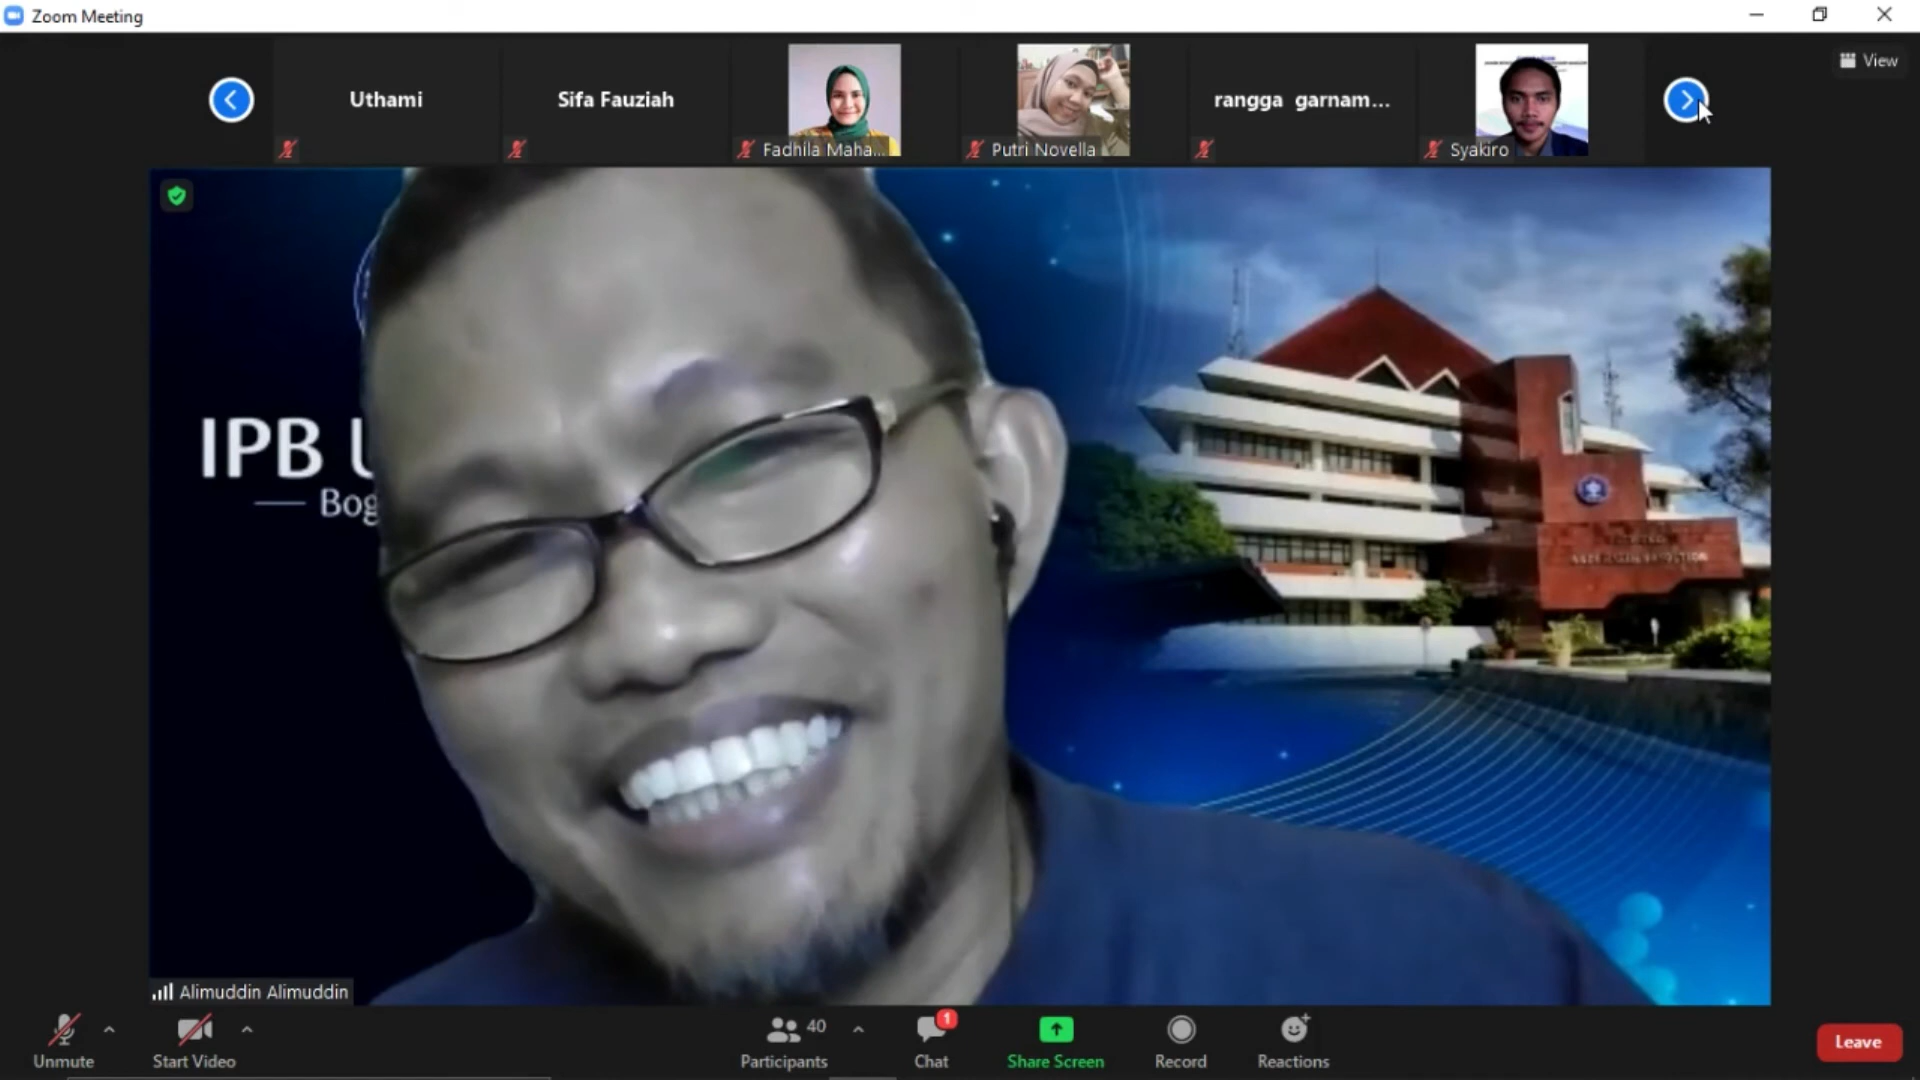 Zoom Meeting
View
Uthami
Sifa Fauziah
Fadhila Maha...
Putri Novella
rangga garnam...
Syakiro
IPB U
Bog
Alimuddin Alimuddin
Unmute
Start Video
40
Participants
1
Chat
Share Screen
Record
Reactions
Leave